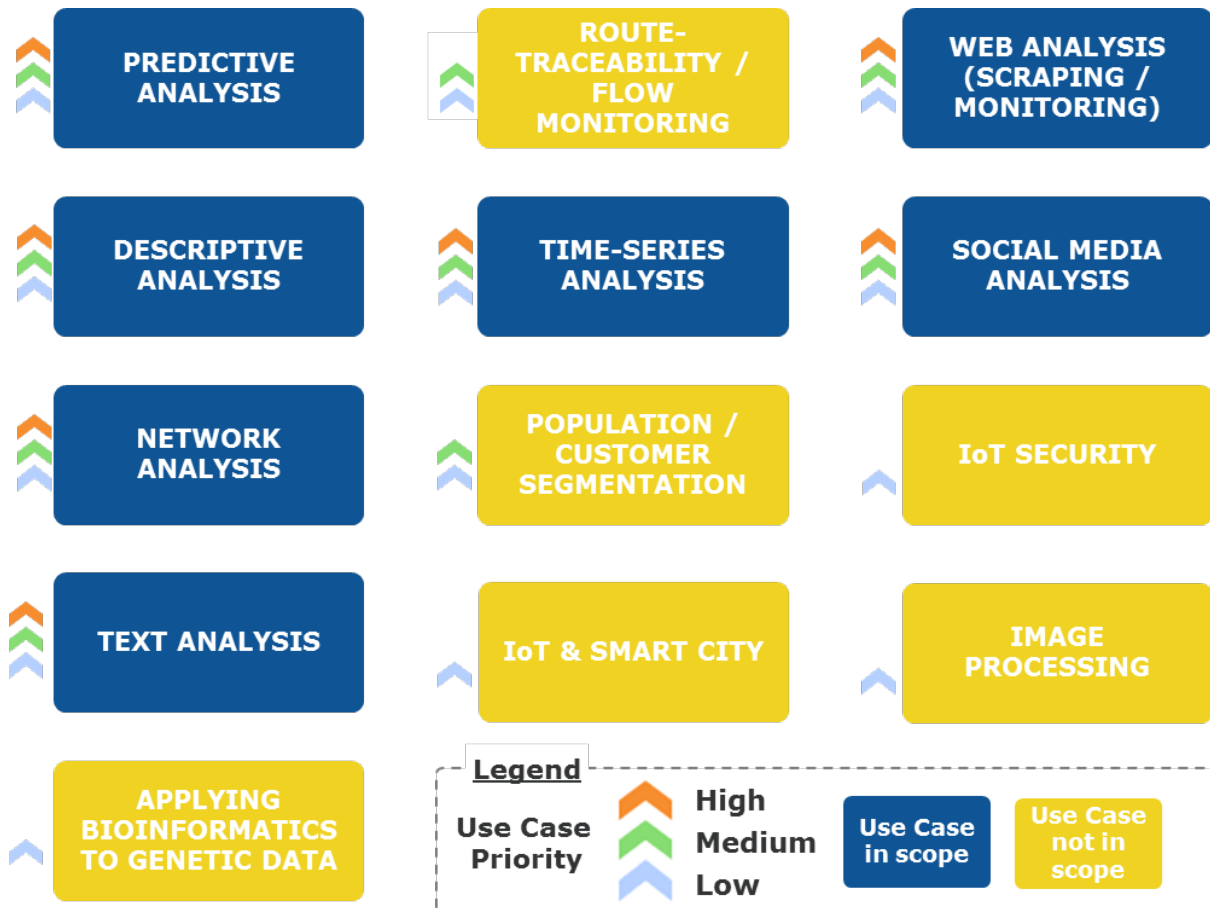 PREDICTIVE
ANALYSIS
ROUTE-
TRACEABILITY /
FLOW
MONITORING
WEB ANALYSIS
(SCRAPING /
MONITORING)
DESCRIPTIVE
ANALYSIS
TIME-SERIES
ANALYSIS
SOCIAL MEDIA
ANALYSIS
NETWORK
ANALYSIS
POPULATION /
CUSTOMER
SEGMENTATION
IoT SECURITY
TEXT ANALYSIS
IoT & SMART CITY
IMAGE
PROCESSING
APPLYING
BIOINFORMATICS
TO GENETIC DATA
Legend
Use Case
Priority
High
Medium
Low
Use Case
in scope
Use Case
not in
scope